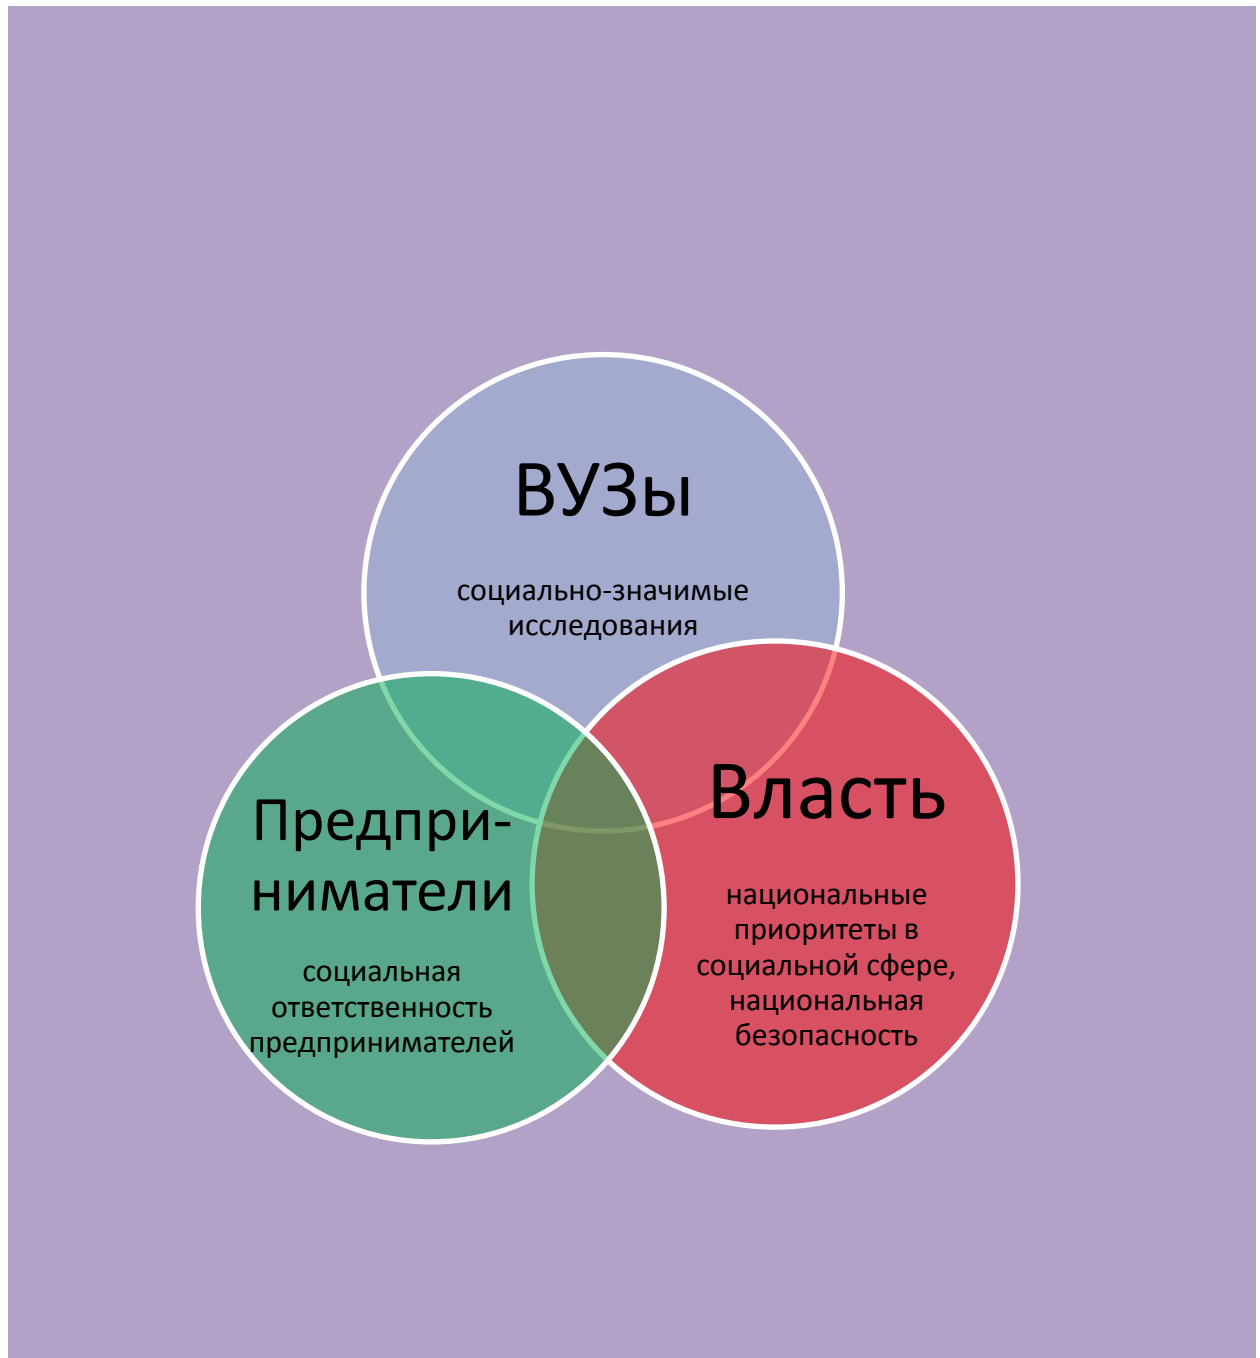 ВУЗы
социально-значимые
исследования
Предпри-
ниматели
социальная
ответственность
предпринимателей
Власть
национальные
приоритеты в
социальной сфере,
национальная
безопасность